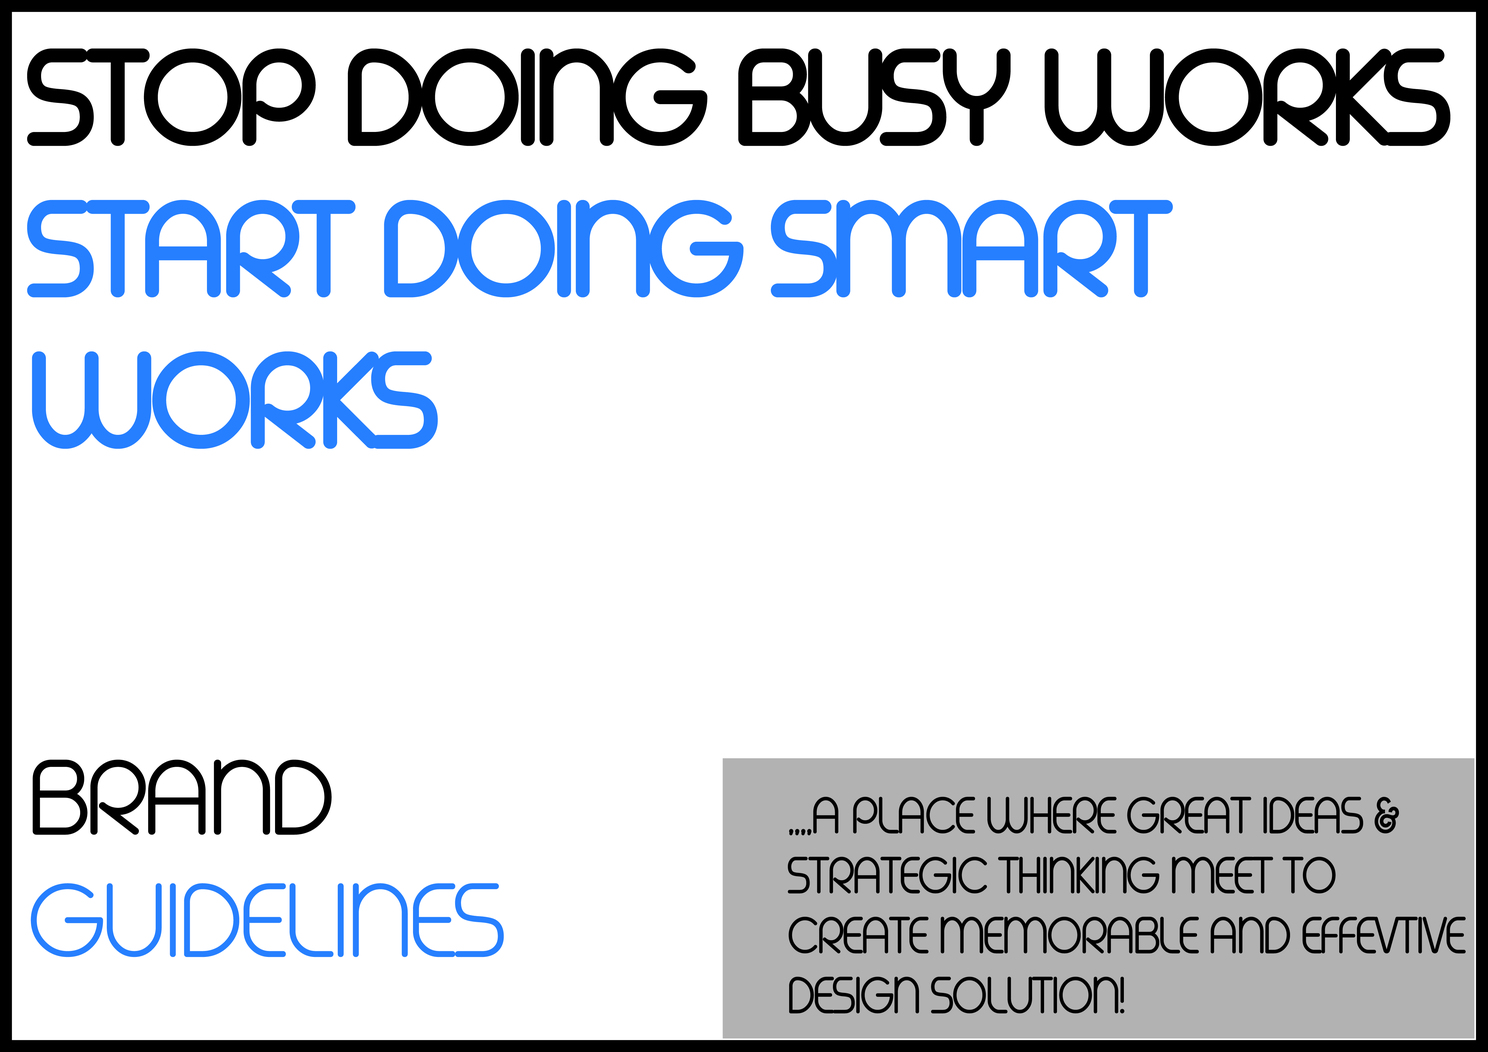 STOP DOING BUSY WORKS
START DOING SMART
WORKS
BRAND
GUIDELINES
,,,,A PLACE WHERE GREAT IDEAS &
STRATEGIC THINKING MEET TO
CREATE MEMORABLE AND EFFEVTIVE
DESIGN SOLUTION!